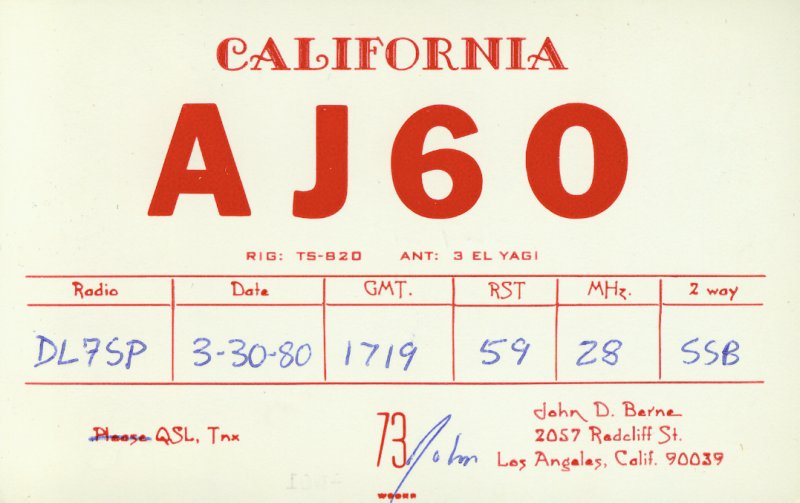 CALIFORNIA
AJ6O
RIG: TS-820 ANT: 3 EL YAGI
Radio Date GMT. RST MHz. 2 way
DL7SP 3-30-80 1719 59 28 SSB
Please QSL, Tnx
73 John
John D. Berne
2057 Redcliff St.
Los Angeles, Calif. 90039